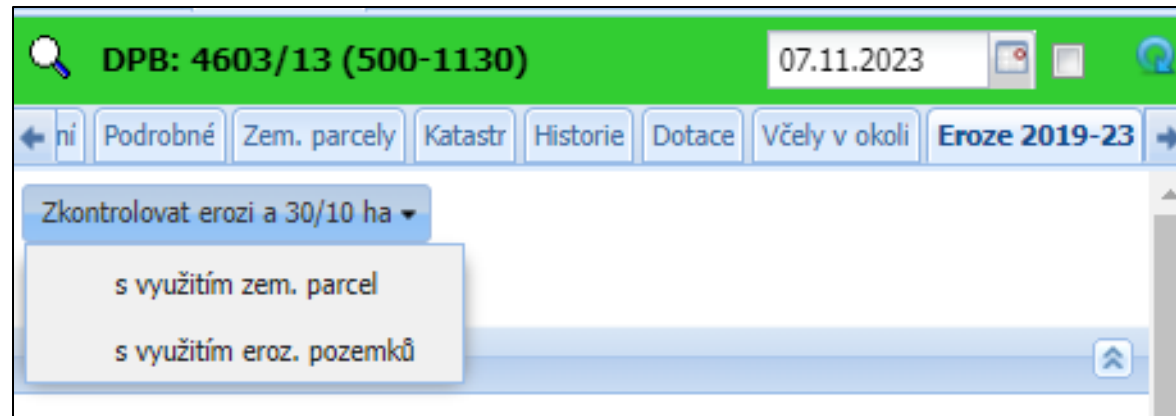 DPB: 4603/13 (500-1130) 07.11.2023
ní Podrobné Zem. parcely Katastr Historie Dotace Včely v okoli Eroze 2019-23
Zkontrolovat erozi a 30/10 ha
s využitím zem. parcel
s využitím eroz. pozemků